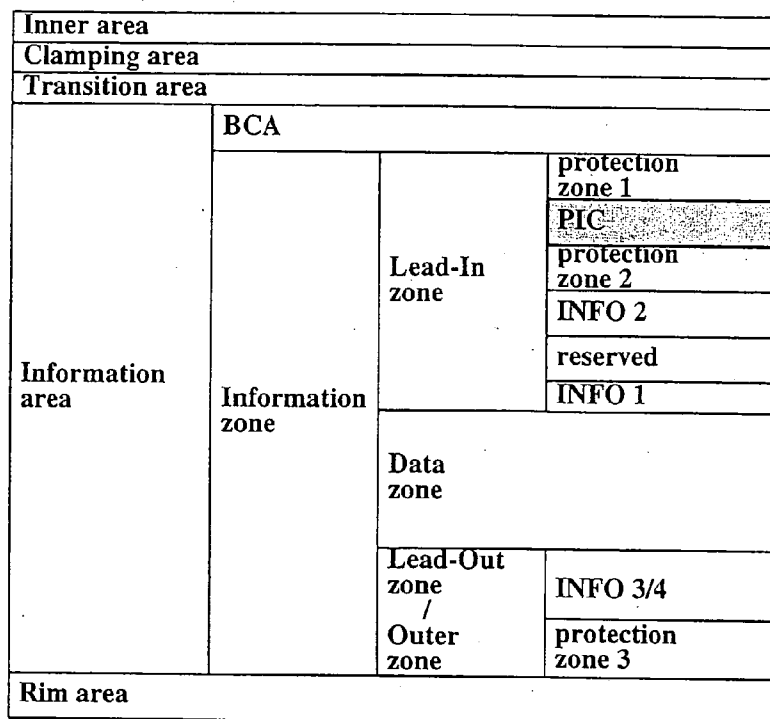 Inner area
Clamping area
Transition area
BCA
protection
zone 1
PIC
protection
zone 2
Lead-In
zone
INFO 2
reserved
INFO 1
Information
area
Information
zone
Data
zone
Lead-Out
zone
/
Outer
zone
INFO 3/4
protection
zone 3
Rim area